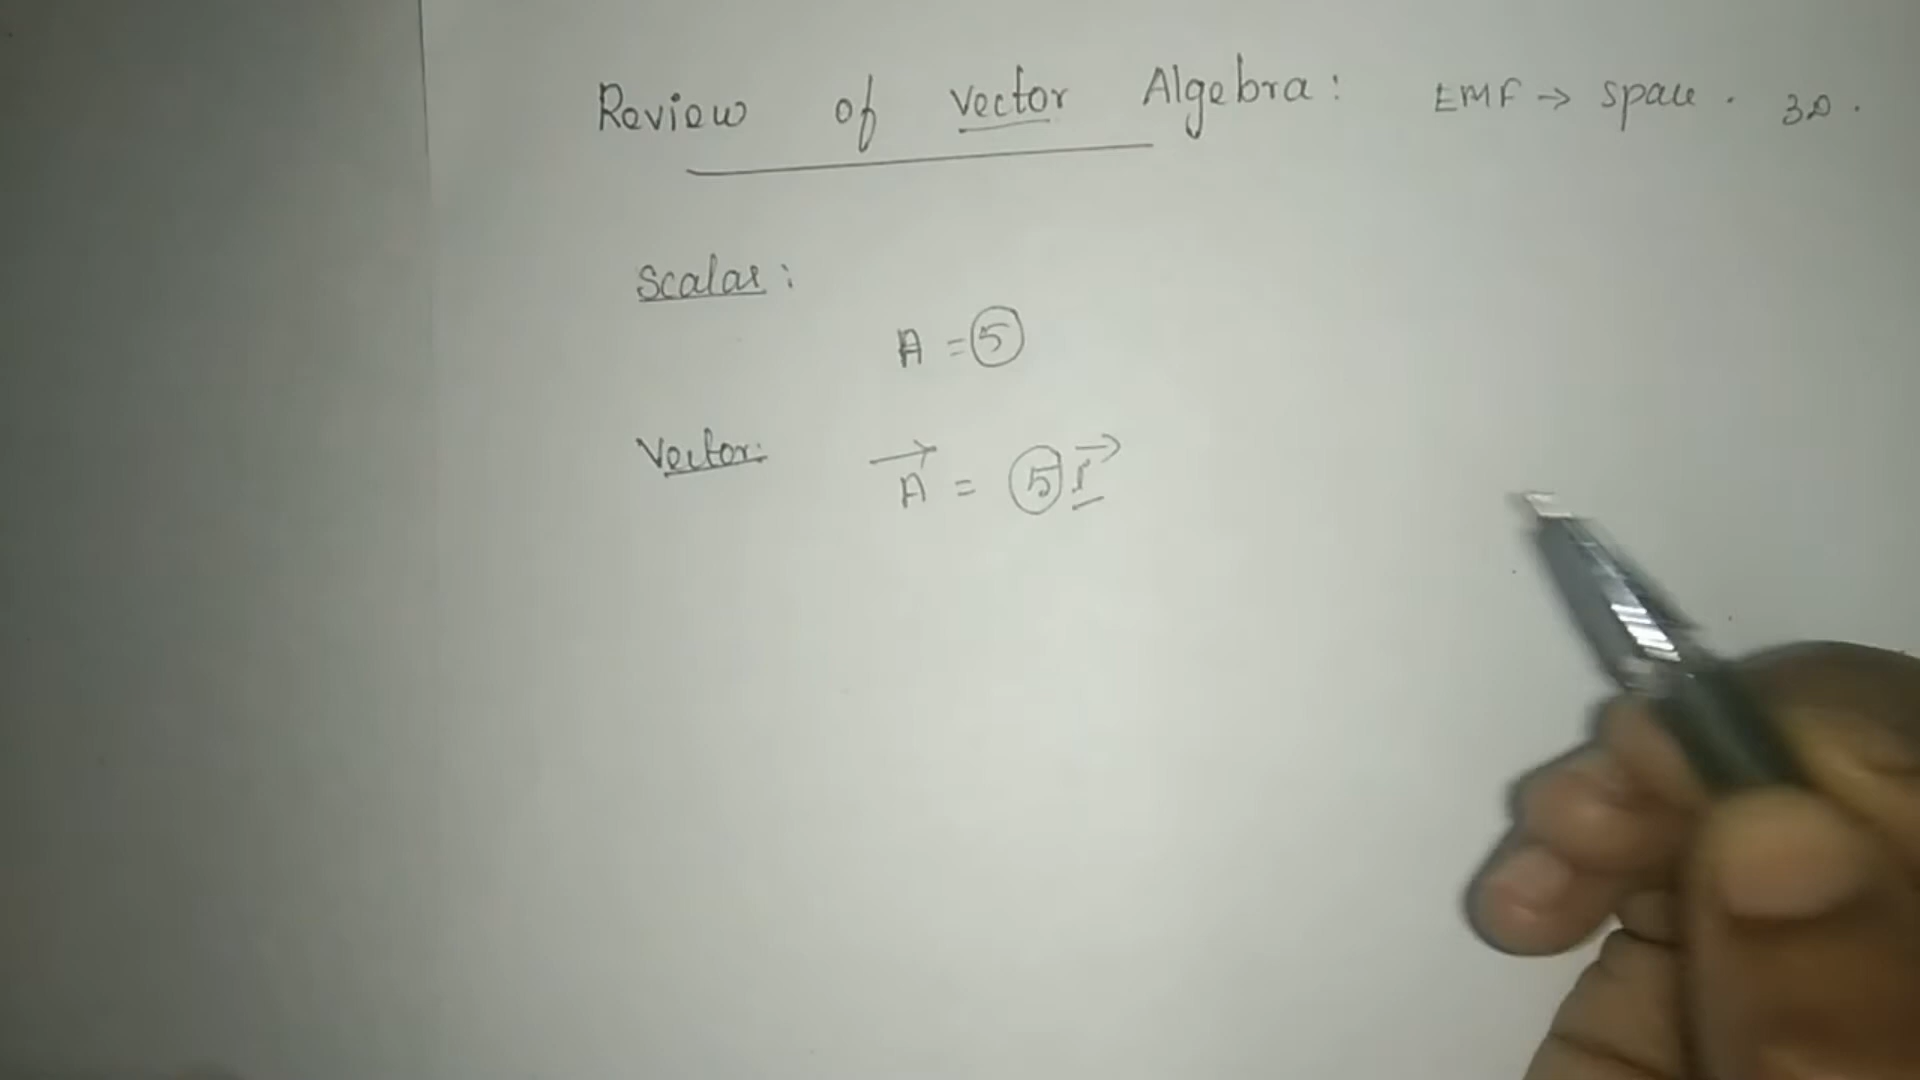 Review of vector Algebra: EMF → space. 3D.
Scalar:
A = 5
Vector: A = 5